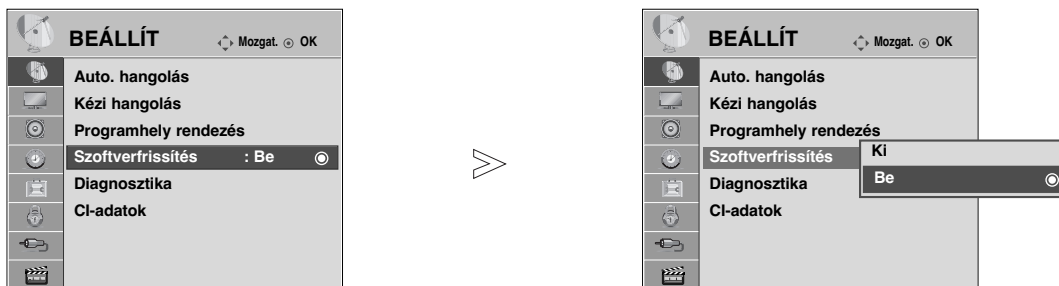 BEÁLLÍT Mozgat. OK
Auto. hangolás
Kézi hangolás
Programhely rendezés
Szoftverfrissítés : Be
Diagnosztika
CI-adatok
BEÁLLÍT Mozgat. OK
Auto. hangolás
Kézi hangolás
Programhely rendezés
Szoftverfrissítés
Ki
Be
Diagnosztika
CI-adatok